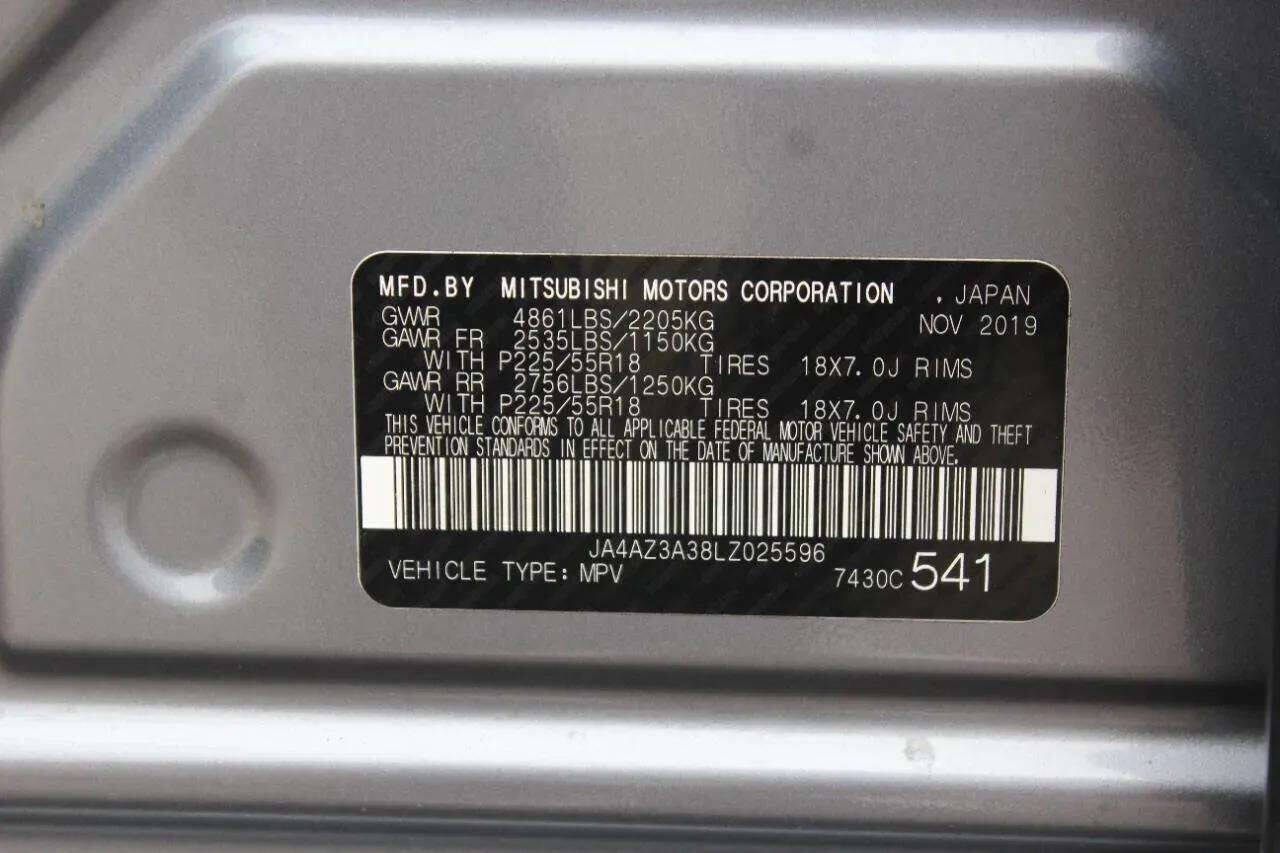 MFD.BY MITSUBISHI MOTORS CORPORATION . JAPAN
GVWR 4861LBS/2205KG NOV 2019
GAWR FR 2535LBS/1150KG
WITH P225/55R18 TIRES 18X7.0J RIMS
GAWR RR 2756LBS/1250KG
WITH P225/55R18 TIRES 18X7.0J RIMS
THIS VEHICLE CONFORMS TO ALL APPLICABLE FEDERAL MOTOR VEHICLE SAFETY AND THEFT
PREVENTION STANDARDS IN EFFECT ON THE DATE OF MANUFACTURE SHOWN ABOVE.
JA4AZ3A38LZ025596
VEHICLE TYPE: MPV 7430C 541